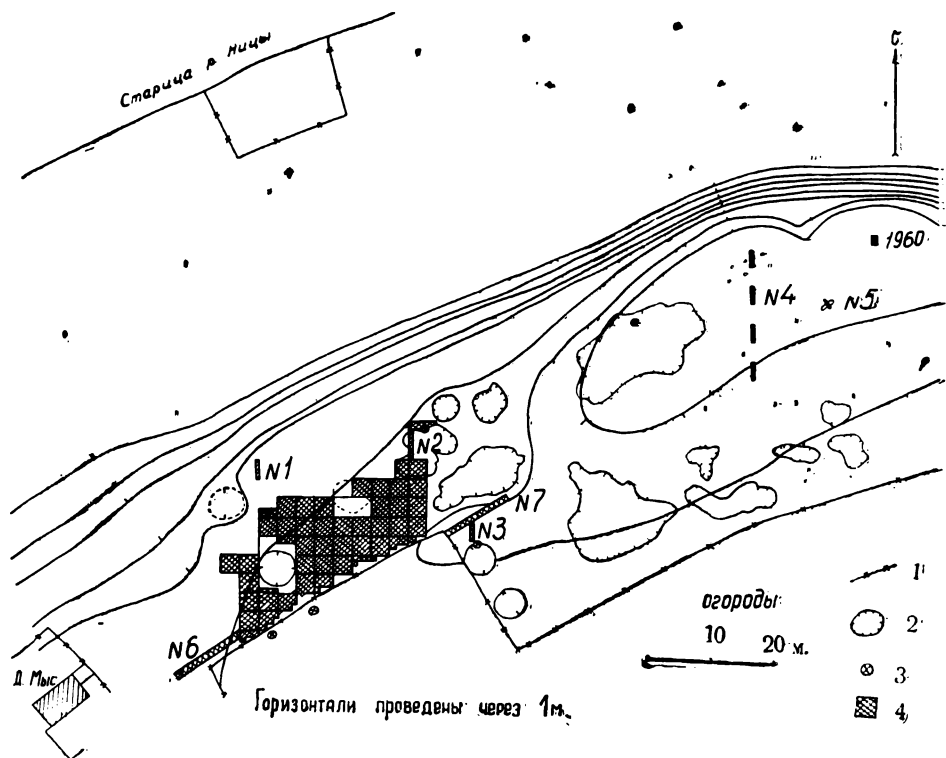 Старица р. Ницы
С.
1960
N4
N5
N2
N1
N7
N3
огороды
1
10 20 м.
2
N6
3
Д. Мыс
4
Горизонтали проведены через 1м.